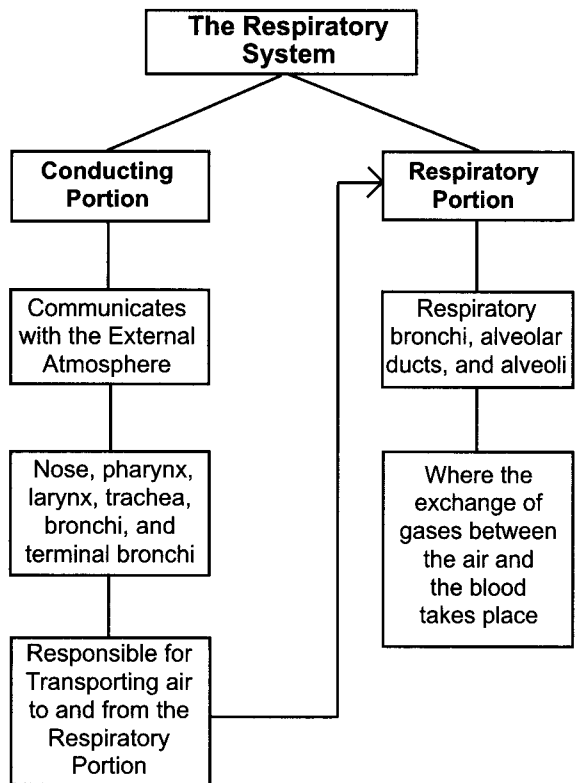 The Respiratory
System
Conducting
Portion
Communicates
with the External
Atmosphere
Nose, pharynx,
larynx, trachea,
bronchi, and
terminal bronchi
Responsible for
Transporting air
to and from the
Respiratory
Portion
Respiratory
Portion
Respiratory
bronchi, alveolar
ducts, and alveoli
Where the
exchange of
gases between
the air and
the blood
takes place